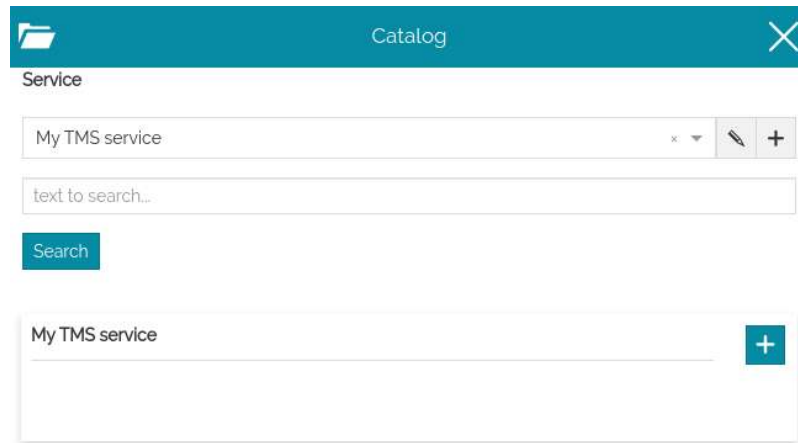 Catalog
Service
My TMS service
text to search...
Search
My TMS service